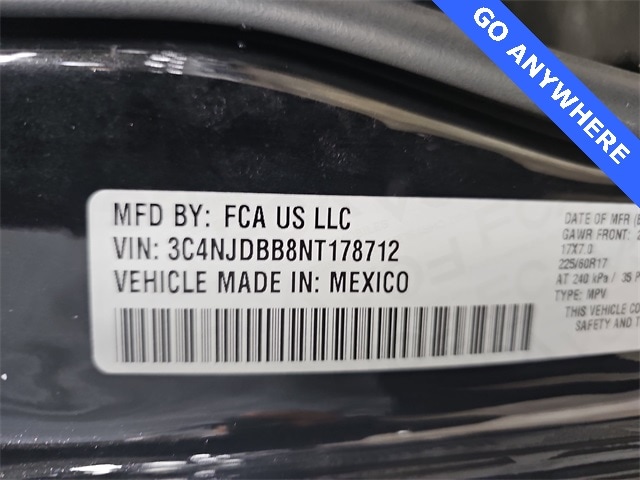 GO ANYWHERE
MFD BY: FCA US LLC
VIN: 3C4NJDBB8NT178712
VEHICLE MADE IN: MEXICO
DATE OF MFR
GAWR FRONT:
17X7.0
225/60R17
AT 240 kPa / 35
TYPE: MPV
THIS VEHICLE
SAFETY AND